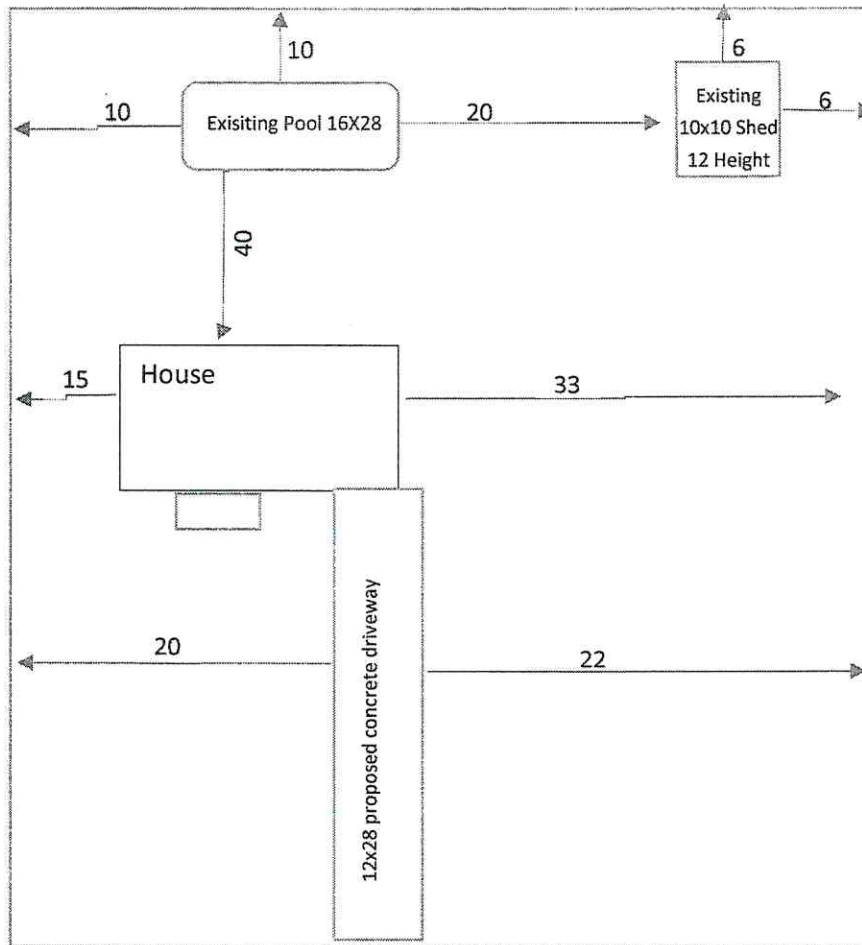 10
6
10
Exisiting Pool 16X28
20
Existing
10x10 Shed
12 Height
6
40
House
15
33
20
22
12x28 proposed concrete driveway